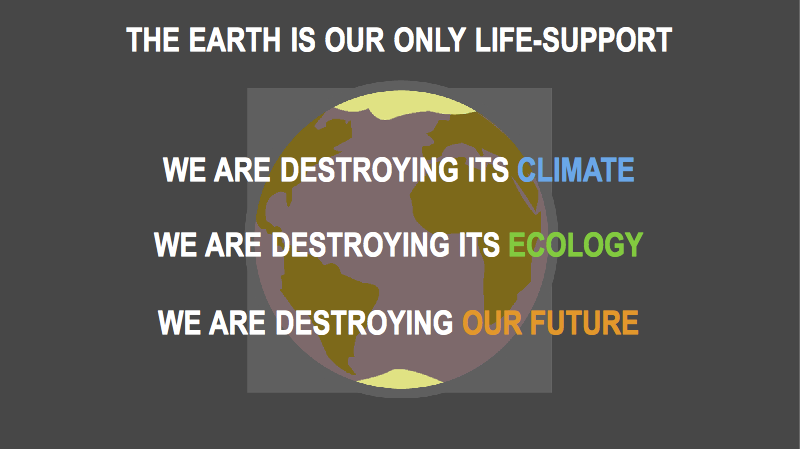 THE EARTH IS OUR ONLY LIFE-SUPPORT
WE ARE DESTROYING ITS CLIMATE
WE ARE DESTROYING ITS ECOLOGY
WE ARE DESTROYING OUR FUTURE